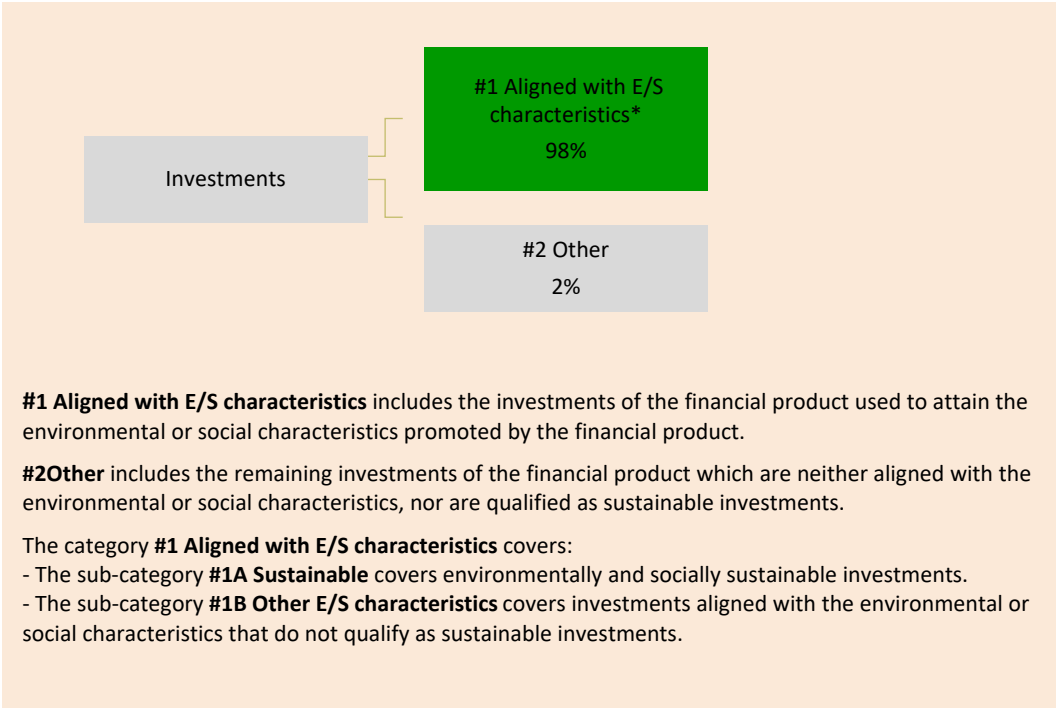 #1 Aligned with E/S
characteristics*
98%
Investments
#2 Other
2%
#1 Aligned with E/S characteristics includes the investments of the financial product used to attain the
environmental or social characteristics promoted by the financial product.
#2Other includes the remaining investments of the financial product which are neither aligned with the
environmental or social characteristics, nor are qualified as sustainable investments.
The category #1 Aligned with E/S characteristics covers:
- The sub-category #1A Sustainable covers environmentally and socially sustainable investments.
- The sub-category #1B Other E/S characteristics covers investments aligned with the environmental or
social characteristics that do not qualify as sustainable investments.